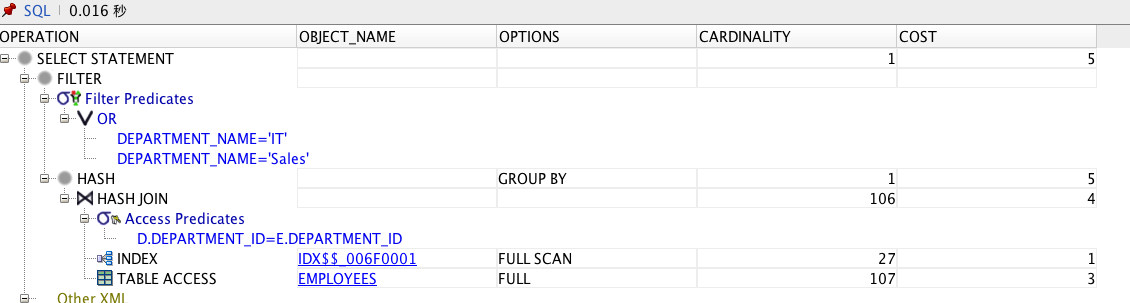 SQL | 0.016 秒
OPERATION OBJECT_NAME OPTIONS CARDINALITY COST
SELECT STATEMENT 1 5
FILTER
Filter Predicates
OR
DEPARTMENT_NAME='IT'
DEPARTMENT_NAME='Sales'
HASH GROUP BY 1 5
HASH JOIN 106 4
Access Predicates
D.DEPARTMENT_ID=E.DEPARTMENT_ID
INDEX IDX$$_006F0001 FULL SCAN 27 1
TABLE ACCESS EMPLOYEES FULL 107 3
Other XML